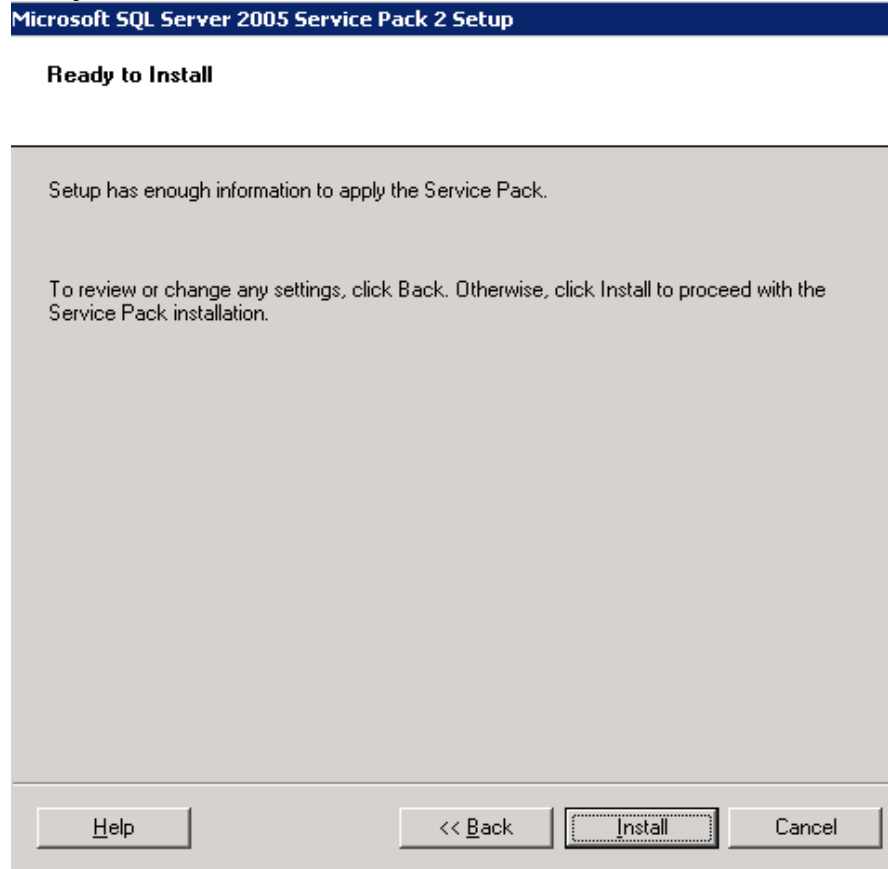 Microsoft SQL Server 2005 Service Pack 2 Setup
Ready to Install
Setup has enough information to apply the Service Pack.
To review or change any settings, click Back. Otherwise, click Install to proceed with the
Service Pack installation.
Help << Back Install Cancel